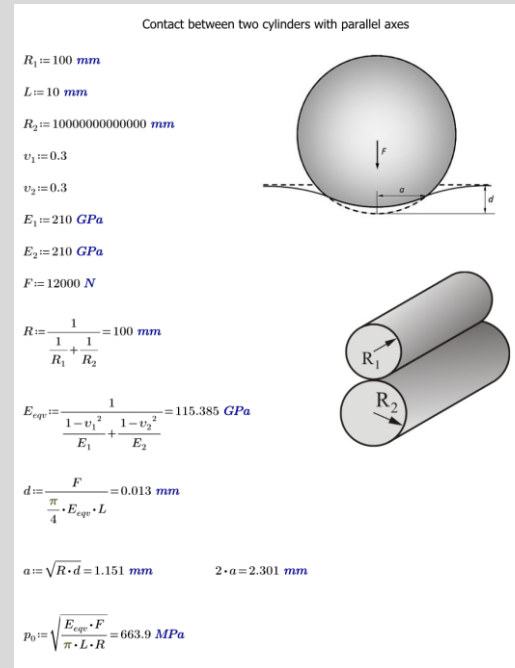 Contact between two cylinders with parallel axes
R₁:=100 mm
L:=10 mm
R₂:=10000000000000 mm
υ₁:=0.3
υ₂:=0.3
E₁:=210 GPa
E₂:=210 GPa
F:=12000 N
R:=1/(1/R₁+1/R₂)=100 mm
E_eqv:=1/((1-υ₁²)/E₁+(1-υ₂²)/E₂)=115.385 GPa
d:=F/(π/4·E_eqv·L)=0.013 mm
a:=√(R·d)=1.151 mm 2·a=2.301 mm
p₀:=√((E_eqv·F)/(π·L·R))=663.9 MPa
F
a
d
R₁
R₂